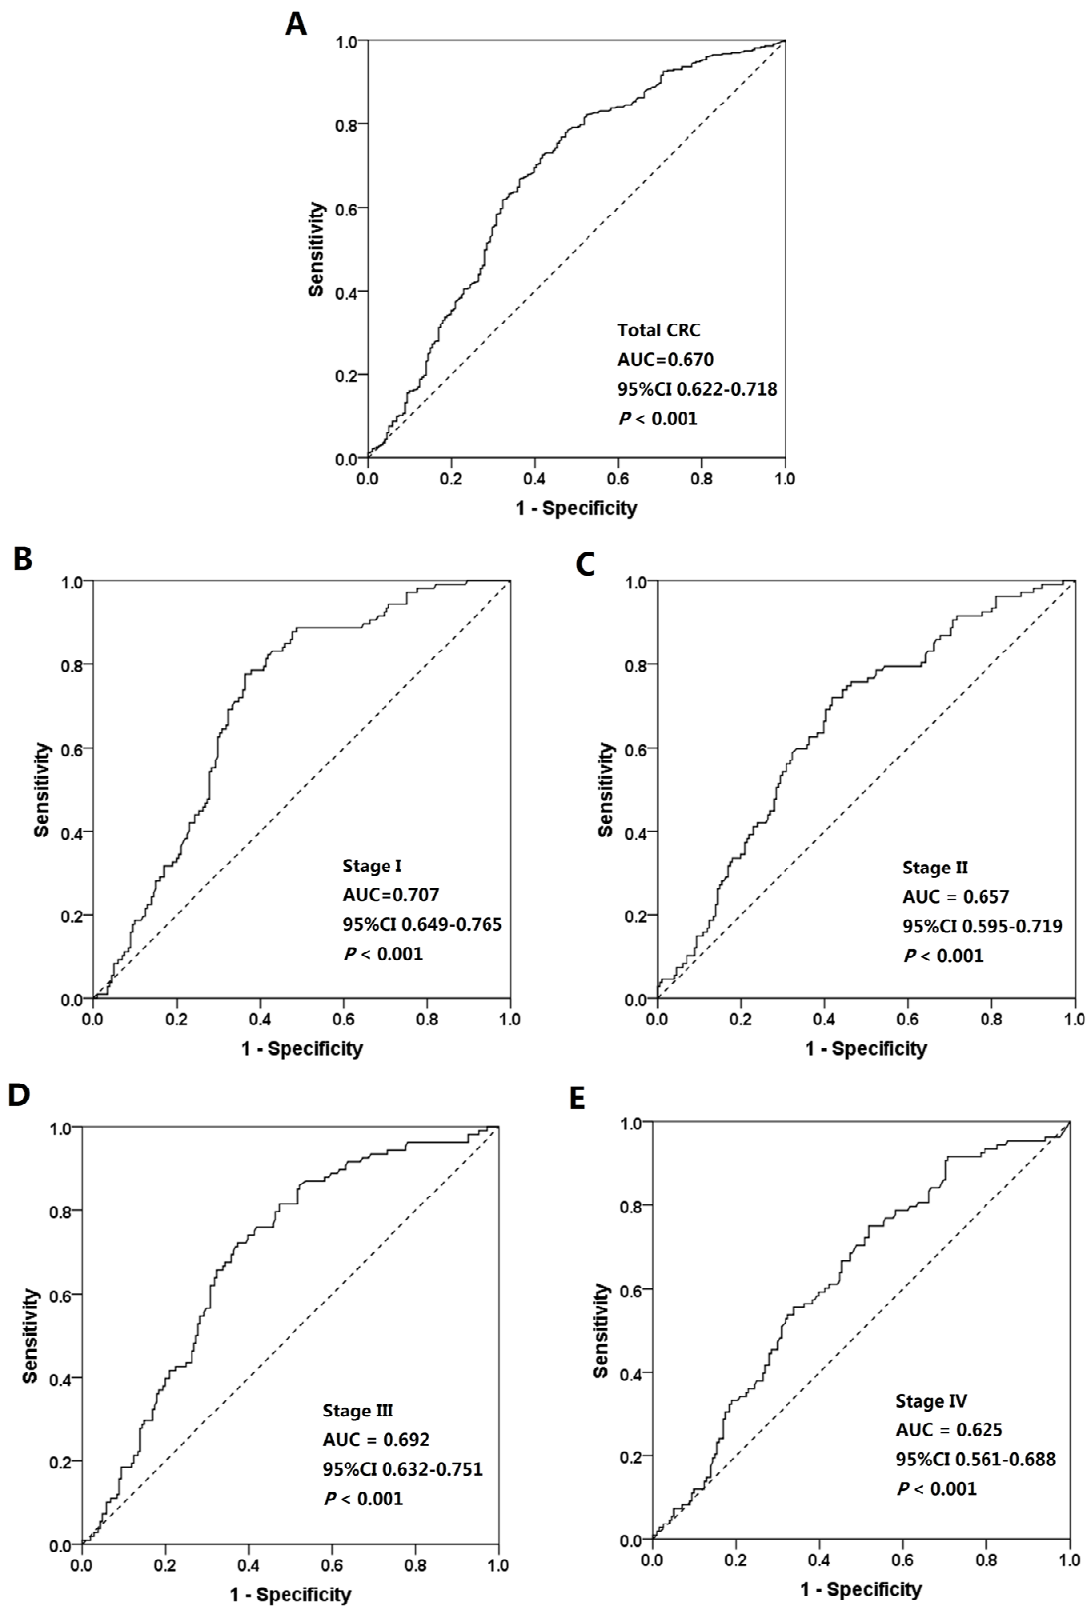 A
1.0
0.8
0.6
0.4
0.2
0.0
Sensitivity
Total CRC
AUC=0.670
95%CI 0.622-0.718
P < 0.001
0.0 0.2 0.4 0.6 0.8 1.0
1 - Specificity
B
1.0
0.8
0.6
0.4
0.2
0.0
Sensitivity
Stage I
AUC=0.707
95%CI 0.649-0.765
P < 0.001
0.0 0.2 0.4 0.6 0.8 1.0
1 - Specificity
C
1.0
0.8
0.6
0.4
0.2
0.0
Sensitivity
Stage II
AUC = 0.657
95%CI 0.595-0.719
P < 0.001
0.0 0.2 0.4 0.6 0.8 1.0
1 - Specificity
D
1.0
0.8
0.6
0.4
0.2
0.0
Sensitivity
Stage III
AUC = 0.692
95%CI 0.632-0.751
P < 0.001
0.0 0.2 0.4 0.6 0.8 1.0
1 - Specificity
E
1.0
0.8
0.6
0.4
0.2
0.0
Sensitivity
Stage IV
AUC = 0.625
95%CI 0.561-0.688
P < 0.001
0.0 0.2 0.4 0.6 0.8 1.0
1 - Specificity